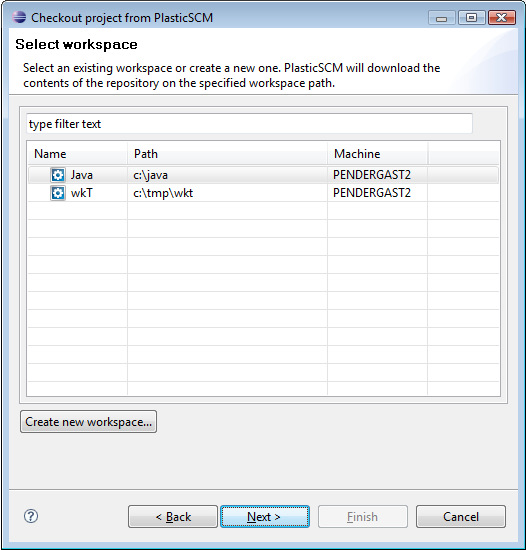 Checkout project from PlasticSCM
Select workspace
Select an existing workspace or create a new one. PlasticSCM will download the
contents of the repository on the specified workspace path.
type filter text
Name Path Machine
Java c:\java PENDERGAST2
wkT c:\tmp\wkt PENDERGAST2
Create new workspace...
? < Back Next > Finish Cancel